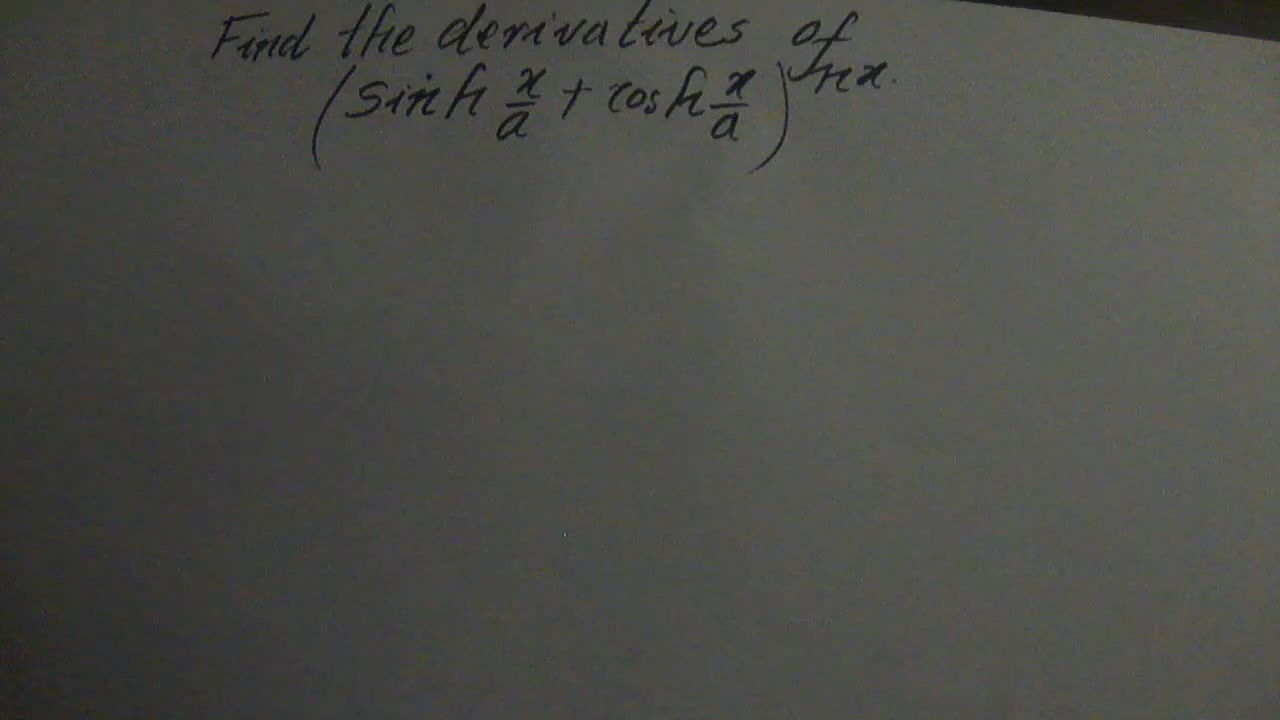 Find the derivatives of
(sinh x/a + cosh x/a)^nx.